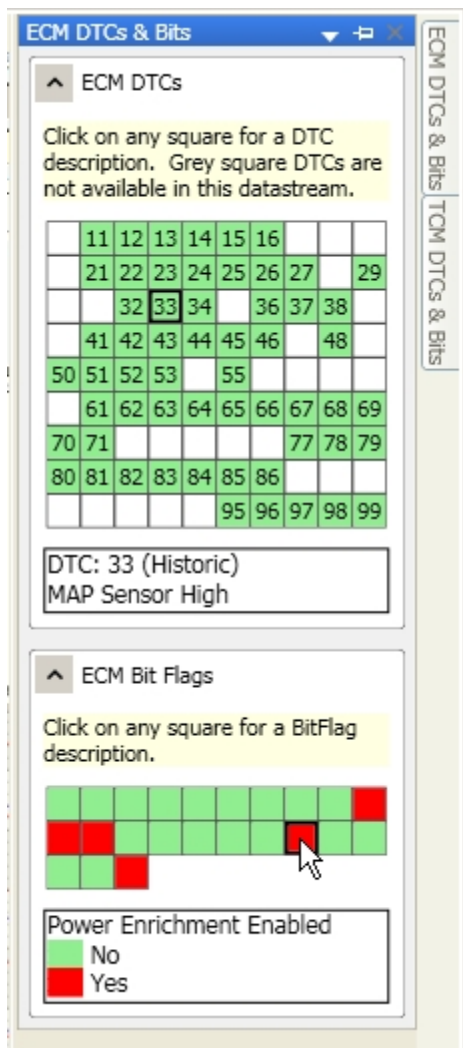 ECM DTCs & Bits
ECM DTCs
Click on any square for a DTC
description. Grey square DTCs are
not available in this datastream.
11 12 13 14 15 16
21 22 23 24 25 26 27 29
32 33 34 36 37 38
41 42 43 44 45 46 48
50 51 52 53 55
61 62 63 64 65 66 67 68 69
70 71 77 78 79
80 81 82 83 84 85 86
95 96 97 98 99
DTC: 33 (Historic)
MAP Sensor High
ECM Bit Flags
Click on any square for a BitFlag
description.
Power Enrichment Enabled
No
Yes
ECM DTCs & Bits
TCM DTCs & Bits